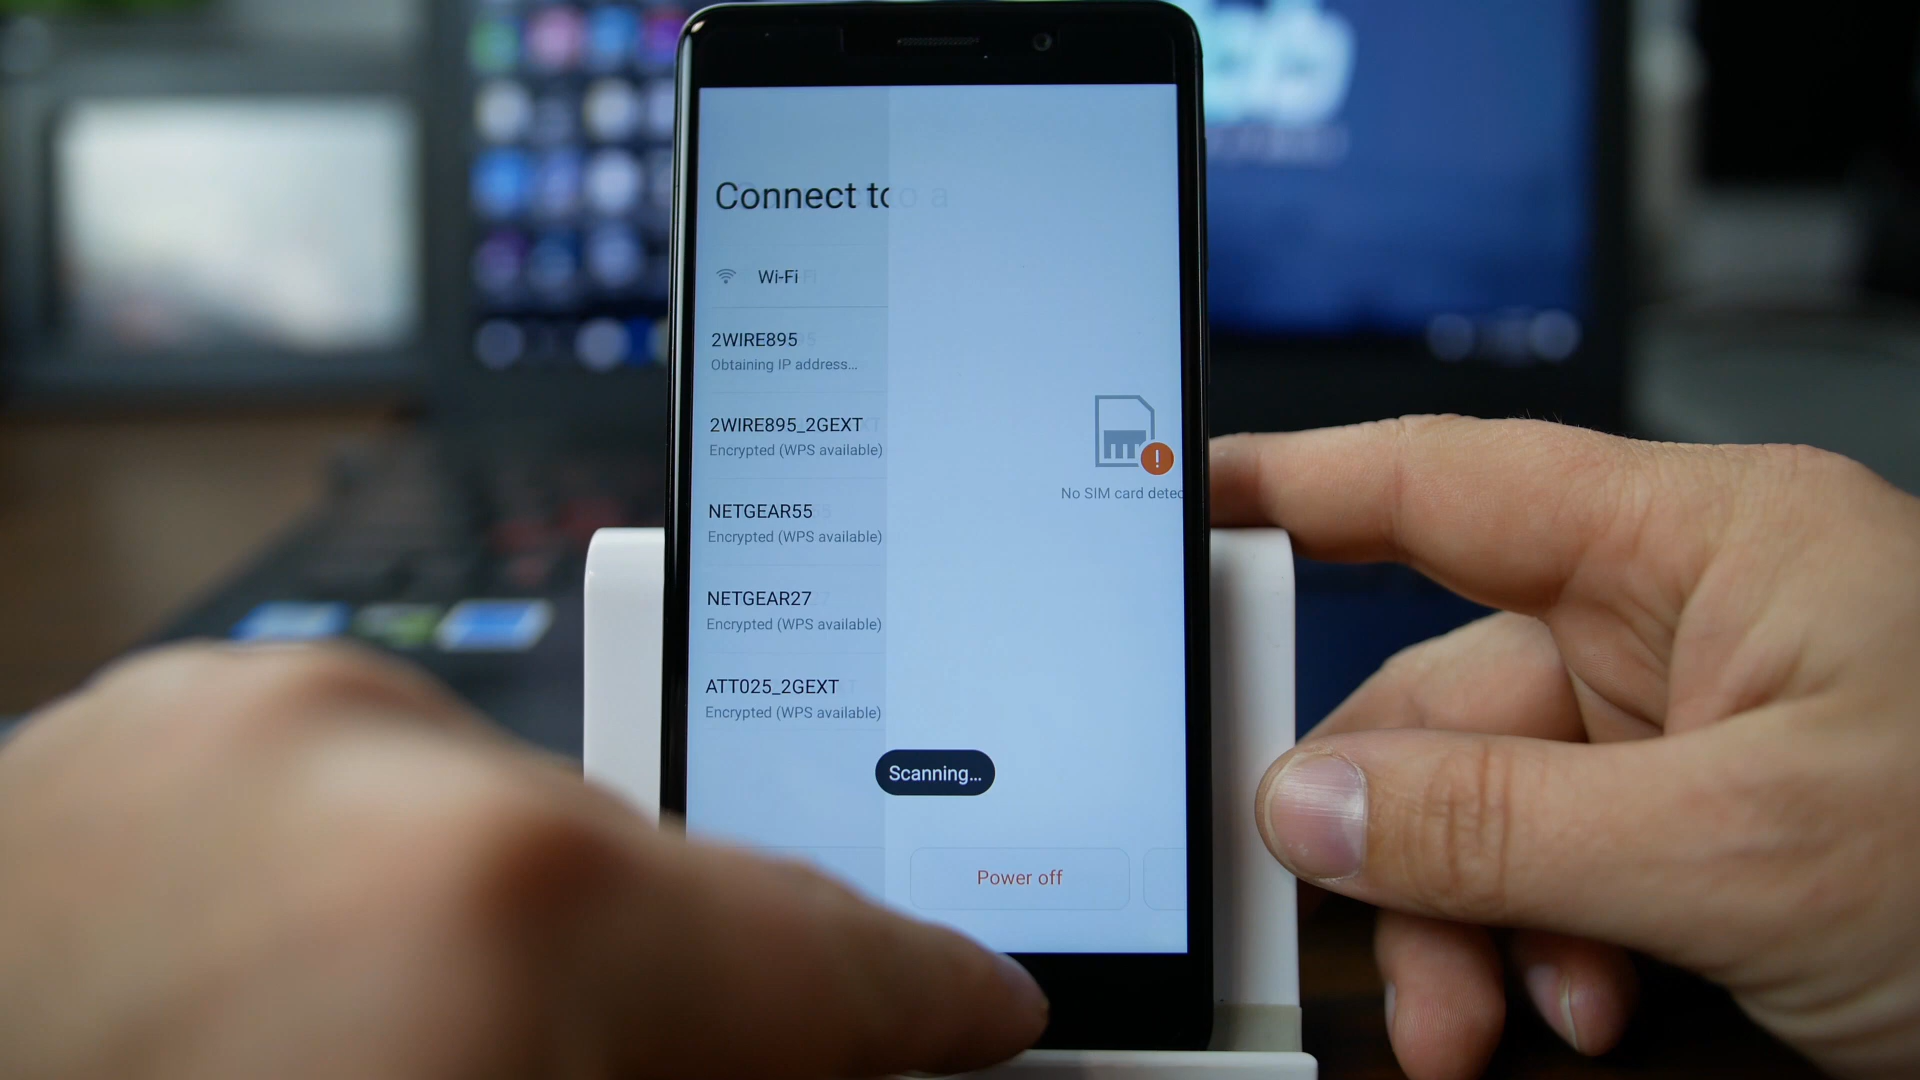 Connect to a
Wi-Fi
2WIRE895
Obtaining IP address...
2WIRE895_2GEXT
Encrypted (WPS available)
No SIM card detec
NETGEAR55
Encrypted (WPS available)
NETGEAR27
Encrypted (WPS available)
ATT025_2GEXT
Encrypted (WPS available)
Scanning...
Power off